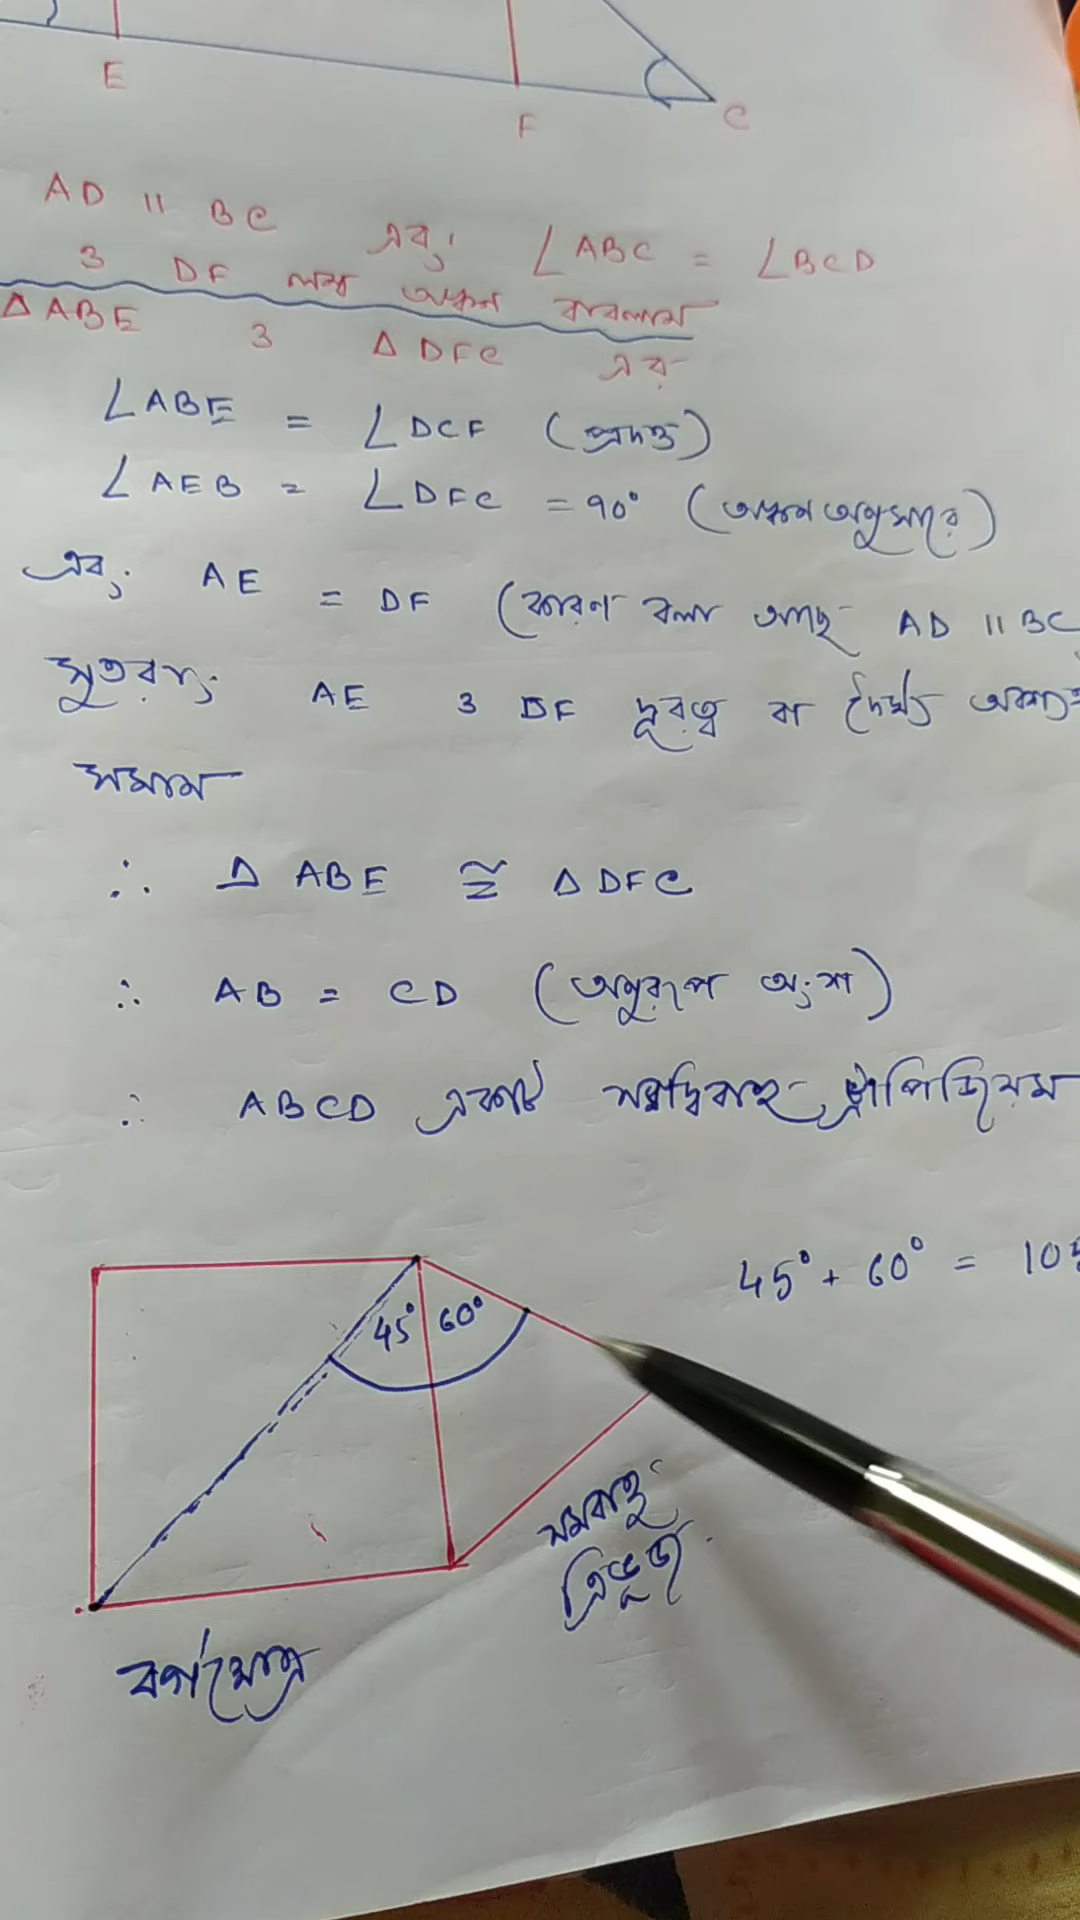 E
F
C
AD || BC এবং ∠ABC = ∠BCD
ও DF লম্ব অঙ্কন করলাম
Δ ABE ও Δ DFC এর
∠ABE = ∠DCF (প্রদত্ত)
∠AEB = ∠DFC = 90° (অঙ্কন অনুসারে)
এবং AE = DF (কারণ বলা আছে AD || BC,
সুতরাং AE ও DF দূরত্ব বা দৈর্ঘ্য
সমান
∴ Δ ABE ≅ Δ DFC
∴ AB = CD (অনুরূপ অংশ)
∴ ABCD একটি সমদ্বিবাহু ট্রাপিজিয়ম
45° + 60° = 105
45° 60°
সমবাহু
ত্রিভুজ
বর্গক্ষেত্র